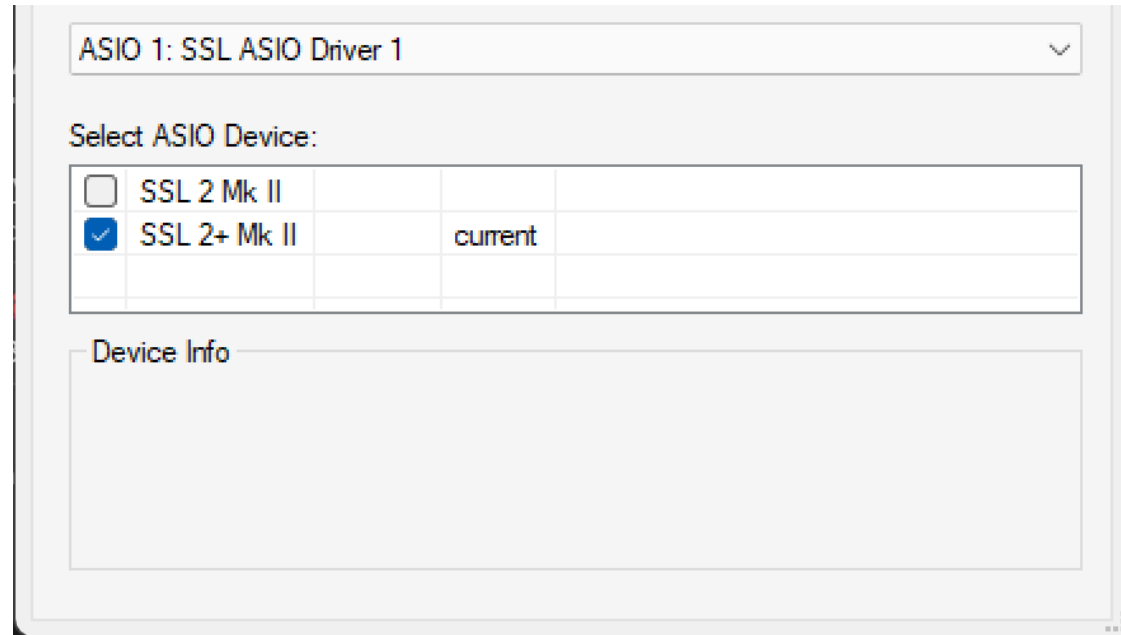 ASIO 1: SSL ASIO Driver 1
Select ASIO Device:
SSL 2 Mk II
SSL 2+ Mk II current
Device Info